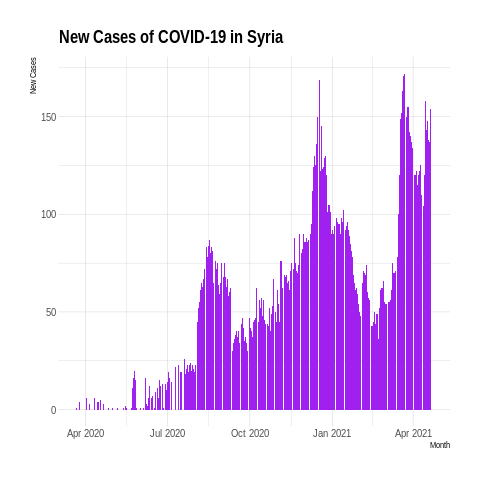 New Cases of COVID-19 in Syria
New Cases
150
100
50
0
Apr 2020 Jul 2020 Oct 2020 Jan 2021 Apr 2021
Month